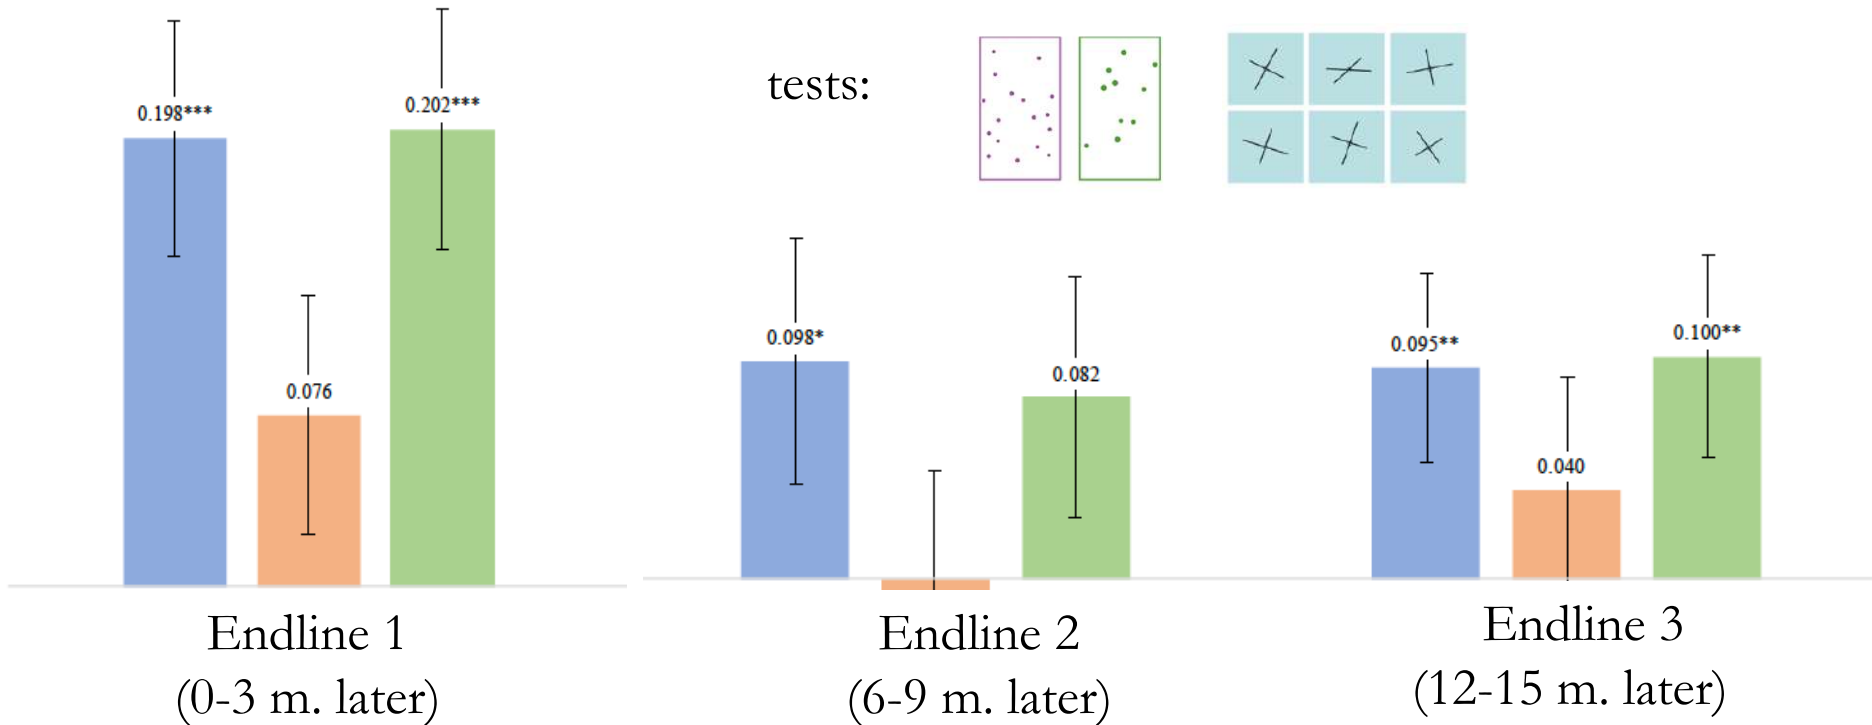 tests:
0.198***
0.076
0.202***
0.098*
0.082
0.095**
0.040
0.100**
Endline 1
(0-3 m. later)
Endline 2
(6-9 m. later)
Endline 3
(12-15 m. later)